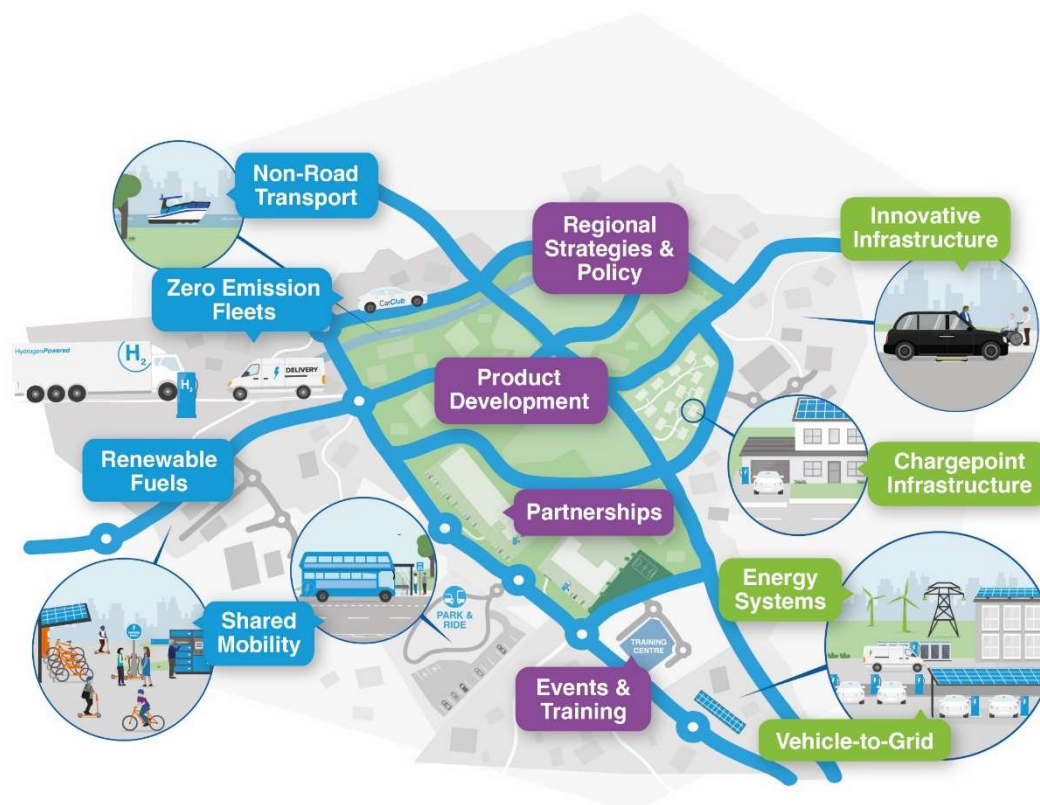 Non-Road
Transport
Regional
Strategies &
Policy
Innovative
Infrastructure
Zero Emission
Fleets
CarClub
HydrogenPowered
H2
H2
DELIVERY
Product
Development
Renewable
Fuels
Chargepoint
Infrastructure
Partnerships
Energy
Systems
PARK &
RIDE
Shared
Mobility
TRAINING
CENTRE
Events &
Training
Vehicle-to-Grid